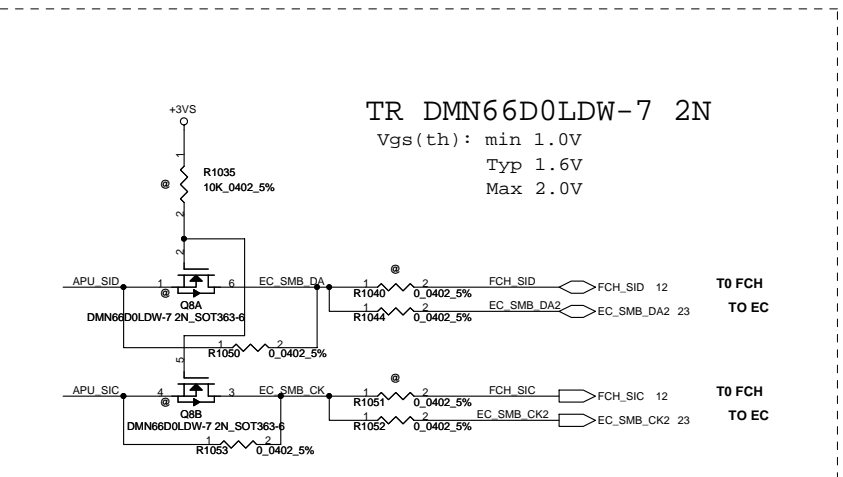 TR DMN66D0LDW-7 2N
Vgs(th): min 1.0V
Typ 1.6V
Max 2.0V
+3VS
1
R1035
@
10K_0402_5%
2
2
APU_SID 1 6 EC_SMB_DA
@
Q8A
DMN66D0LDW-7 2N_SOT363-6
@
1 2 FCH_SID FCH_SID 12 T0 FCH
R1040 0_0402_5%
1 2 EC_SMB_DA2 EC_SMB_DA2 23 TO EC
R1044 0_0402_5%
1 2
R1050 0_0402_5%
5
APU_SIC 4 3 EC_SMB_CK
@
Q8B
DMN66D0LDW-7 2N_SOT363-6
@
1 2 FCH_SIC FCH_SIC 12 T0 FCH
R1051 0_0402_5%
1 2 EC_SMB_CK2 EC_SMB_CK2 23 TO EC
R1052 0_0402_5%
1 2
R1053 0_0402_5%